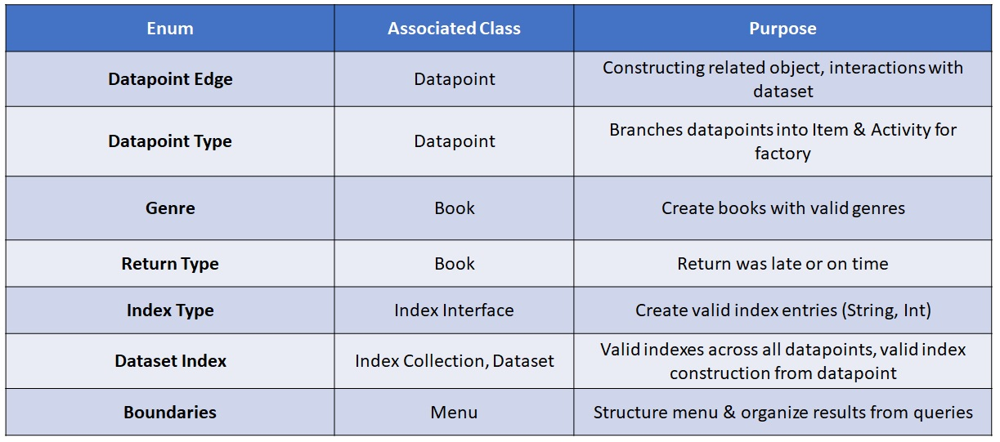 Enum Associated Class Purpose
Datapoint Edge Datapoint Constructing related object, interactions with
dataset
Datapoint Type Datapoint Branches datapoints into Item & Activity for
factory
Genre Book Create books with valid genres
Return Type Book Return was late or on time
Index Type Index Interface Create valid index entries (String, Int)
Dataset Index Index Collection, Dataset Valid indexes across all datapoints, valid index
construction from datapoint
Boundaries Menu Structure menu & organize results from queries